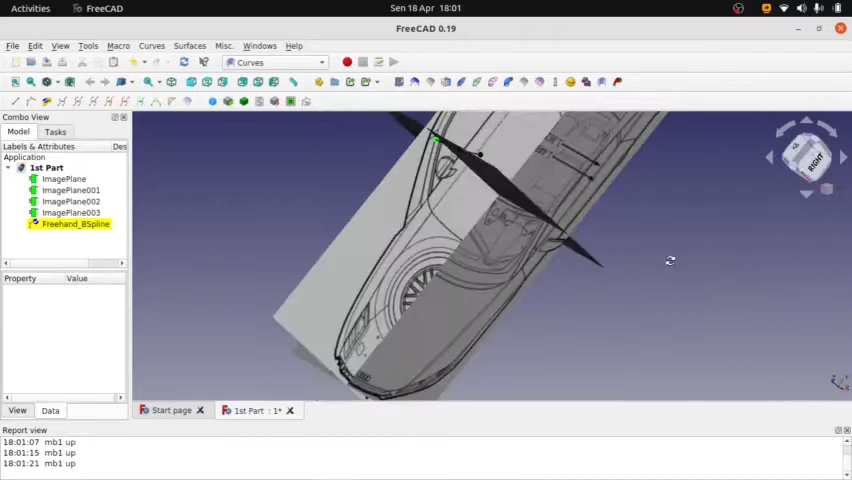 Activities FreeCAD Sen 18 Apr 18:01
FreeCAD 0.19
File Edit View Tools Macro Curves Surfaces Misc. Windows Help
Curves
Combo View
Model Tasks
Labels & Attributes Des
Application
1st Part
ImagePlane
ImagePlane001
ImagePlane002
ImagePlane003
Freehand_BSpline
Property Value
View Data
Start page
1st Part : 1*
RIGHT
Report view
18:01:07 mb1 up
18:01:15 mb1 up
18:01:21 mb1 up